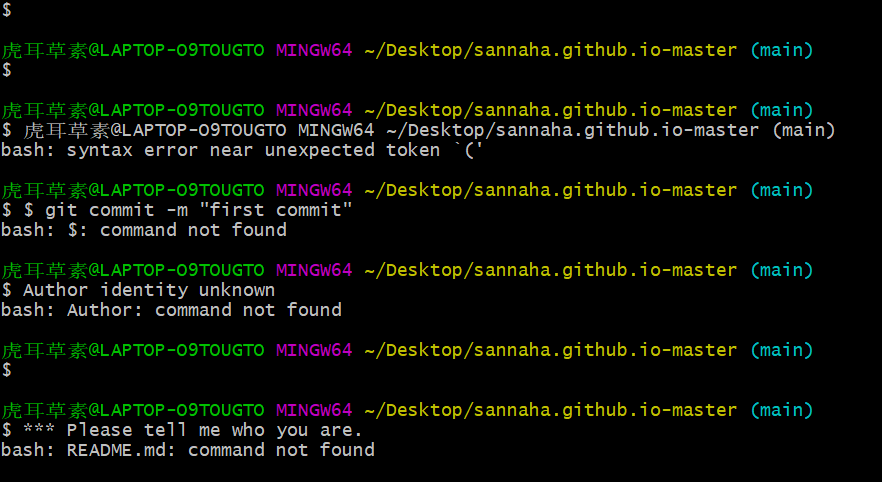 $
虎耳草素@LAPTOP-O9TOUGTO MINGW64 ~/Desktop/sannaha.github.io-master (main)
$
虎耳草素@LAPTOP-O9TOUGTO MINGW64 ~/Desktop/sannaha.github.io-master (main)
$ 虎耳草素@LAPTOP-O9TOUGTO MINGW64 ~/Desktop/sannaha.github.io-master (main)
bash: syntax error near unexpected token `('
虎耳草素@LAPTOP-O9TOUGTO MINGW64 ~/Desktop/sannaha.github.io-master (main)
$ $ git commit -m "first commit"
bash: $: command not found
虎耳草素@LAPTOP-O9TOUGTO MINGW64 ~/Desktop/sannaha.github.io-master (main)
$ Author identity unknown
bash: Author: command not found
虎耳草素@LAPTOP-O9TOUGTO MINGW64 ~/Desktop/sannaha.github.io-master (main)
$
虎耳草素@LAPTOP-O9TOUGTO MINGW64 ~/Desktop/sannaha.github.io-master (main)
$ *** Please tell me who you are.
bash: README.md: command not found